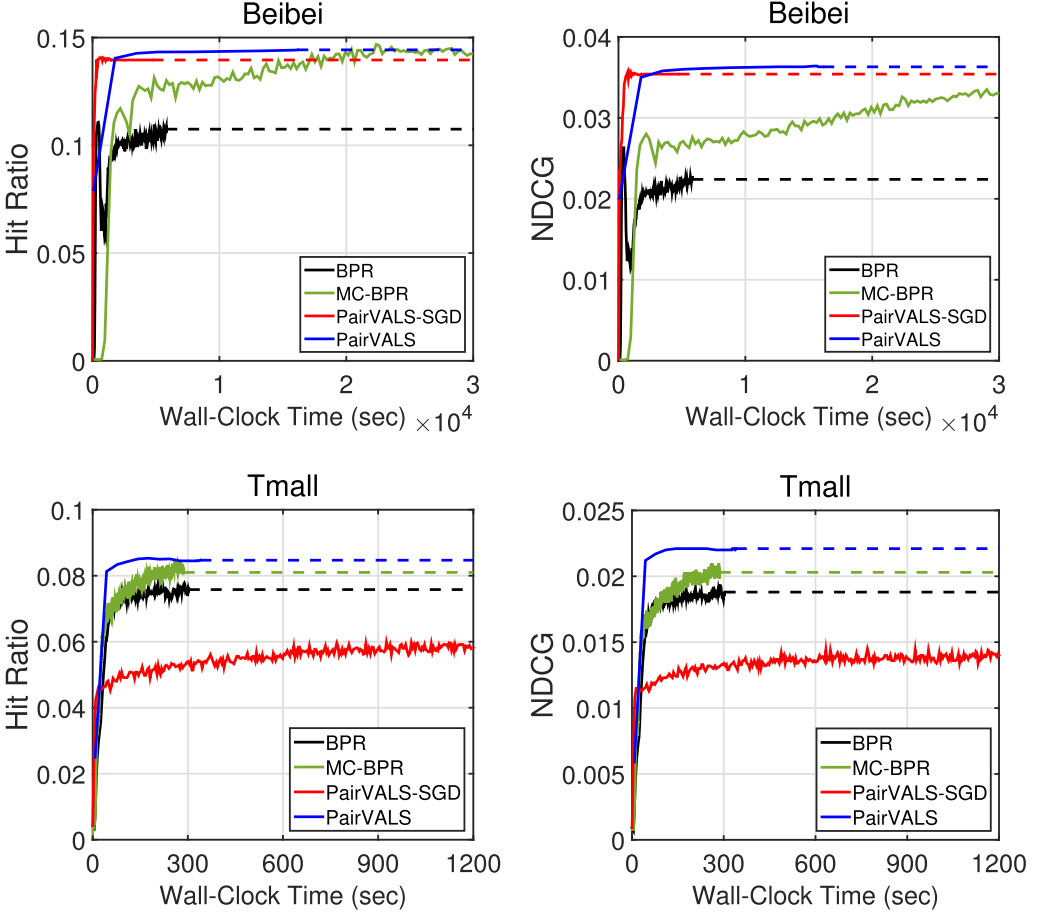 Beibei
0.15
0.1
0.05
0
Hit Ratio
BPR
MC-BPR
PairVALS-SGD
PairVALS
0 1 2 3
Wall-Clock Time (sec) ×10^4
Beibei
0.04
0.03
0.02
0.01
0
NDCG
BPR
MC-BPR
PairVALS-SGD
PairVALS
0 1 2 3
Wall-Clock Time (sec) ×10^4
Tmall
0.1
0.08
0.06
0.04
0.02
0
Hit Ratio
BPR
MC-BPR
PairVALS-SGD
PairVALS
0 300 600 900 1200
Wall-Clock Time (sec)
Tmall
0.025
0.02
0.015
0.01
0.005
0
NDCG
BPR
MC-BPR
PairVALS-SGD
PairVALS
0 300 600 900 1200
Wall-Clock Time (sec)